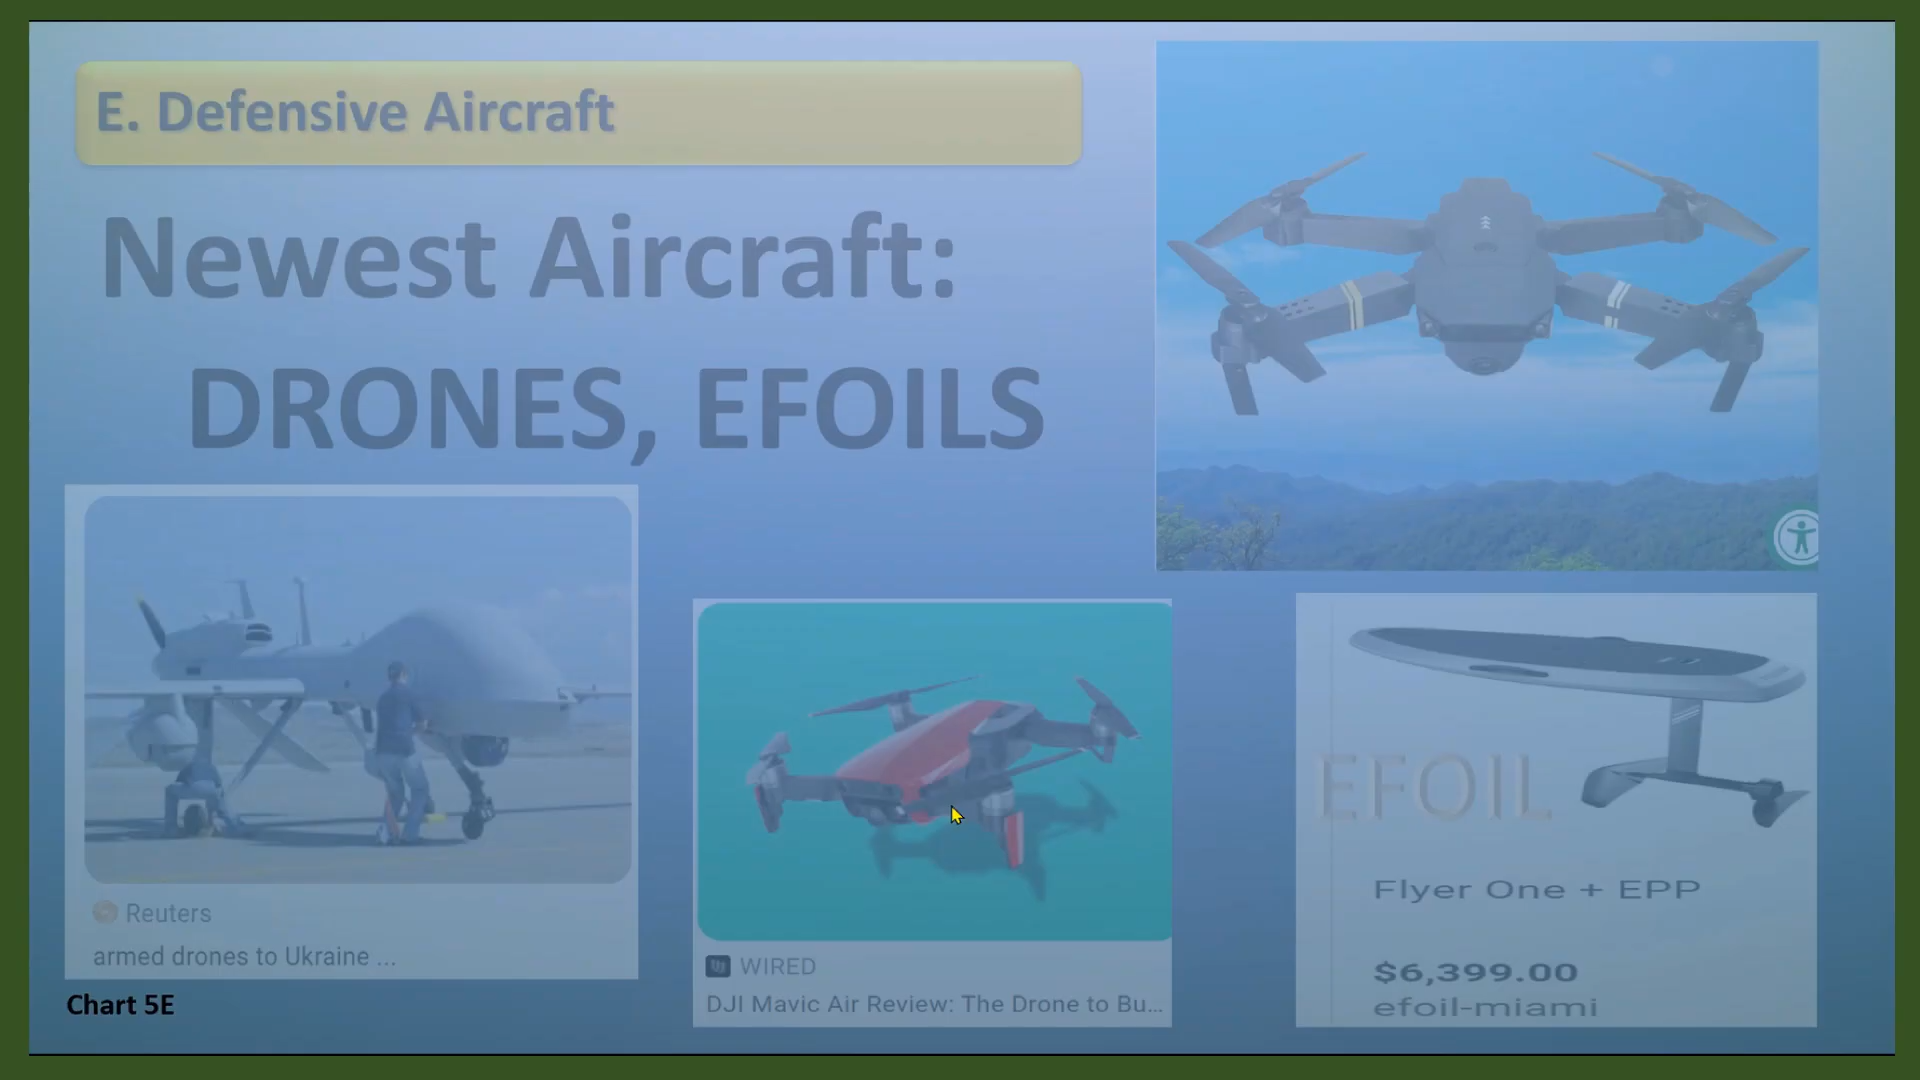 E. Defensive Aircraft
Newest Aircraft:
DRONES, EFOILS
Reuters
armed drones to Ukraine ...
Chart 5E
WIRED
DJI Mavic Air Review: The Drone to Bu...
EFOIL
Flyer One + EPP
$6,399.00
efoil-miami